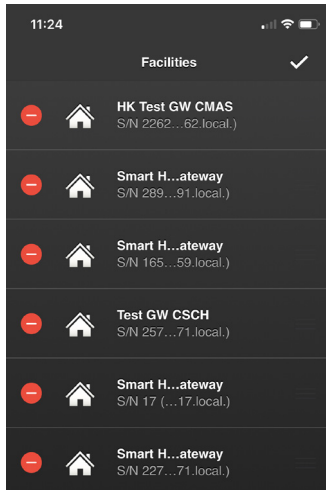 11:24
Facilities
HK Test GW CMAS
S/N 2262...62.local.)
Smart H...ateway
S/N 289...91.local.)
Smart H...ateway
S/N 165...59.local.)
Test GW CSCH
S/N 257...71.local.)
Smart H...ateway
S/N 17 (...17.local.)
Smart H...ateway
S/N 227...71.local.)